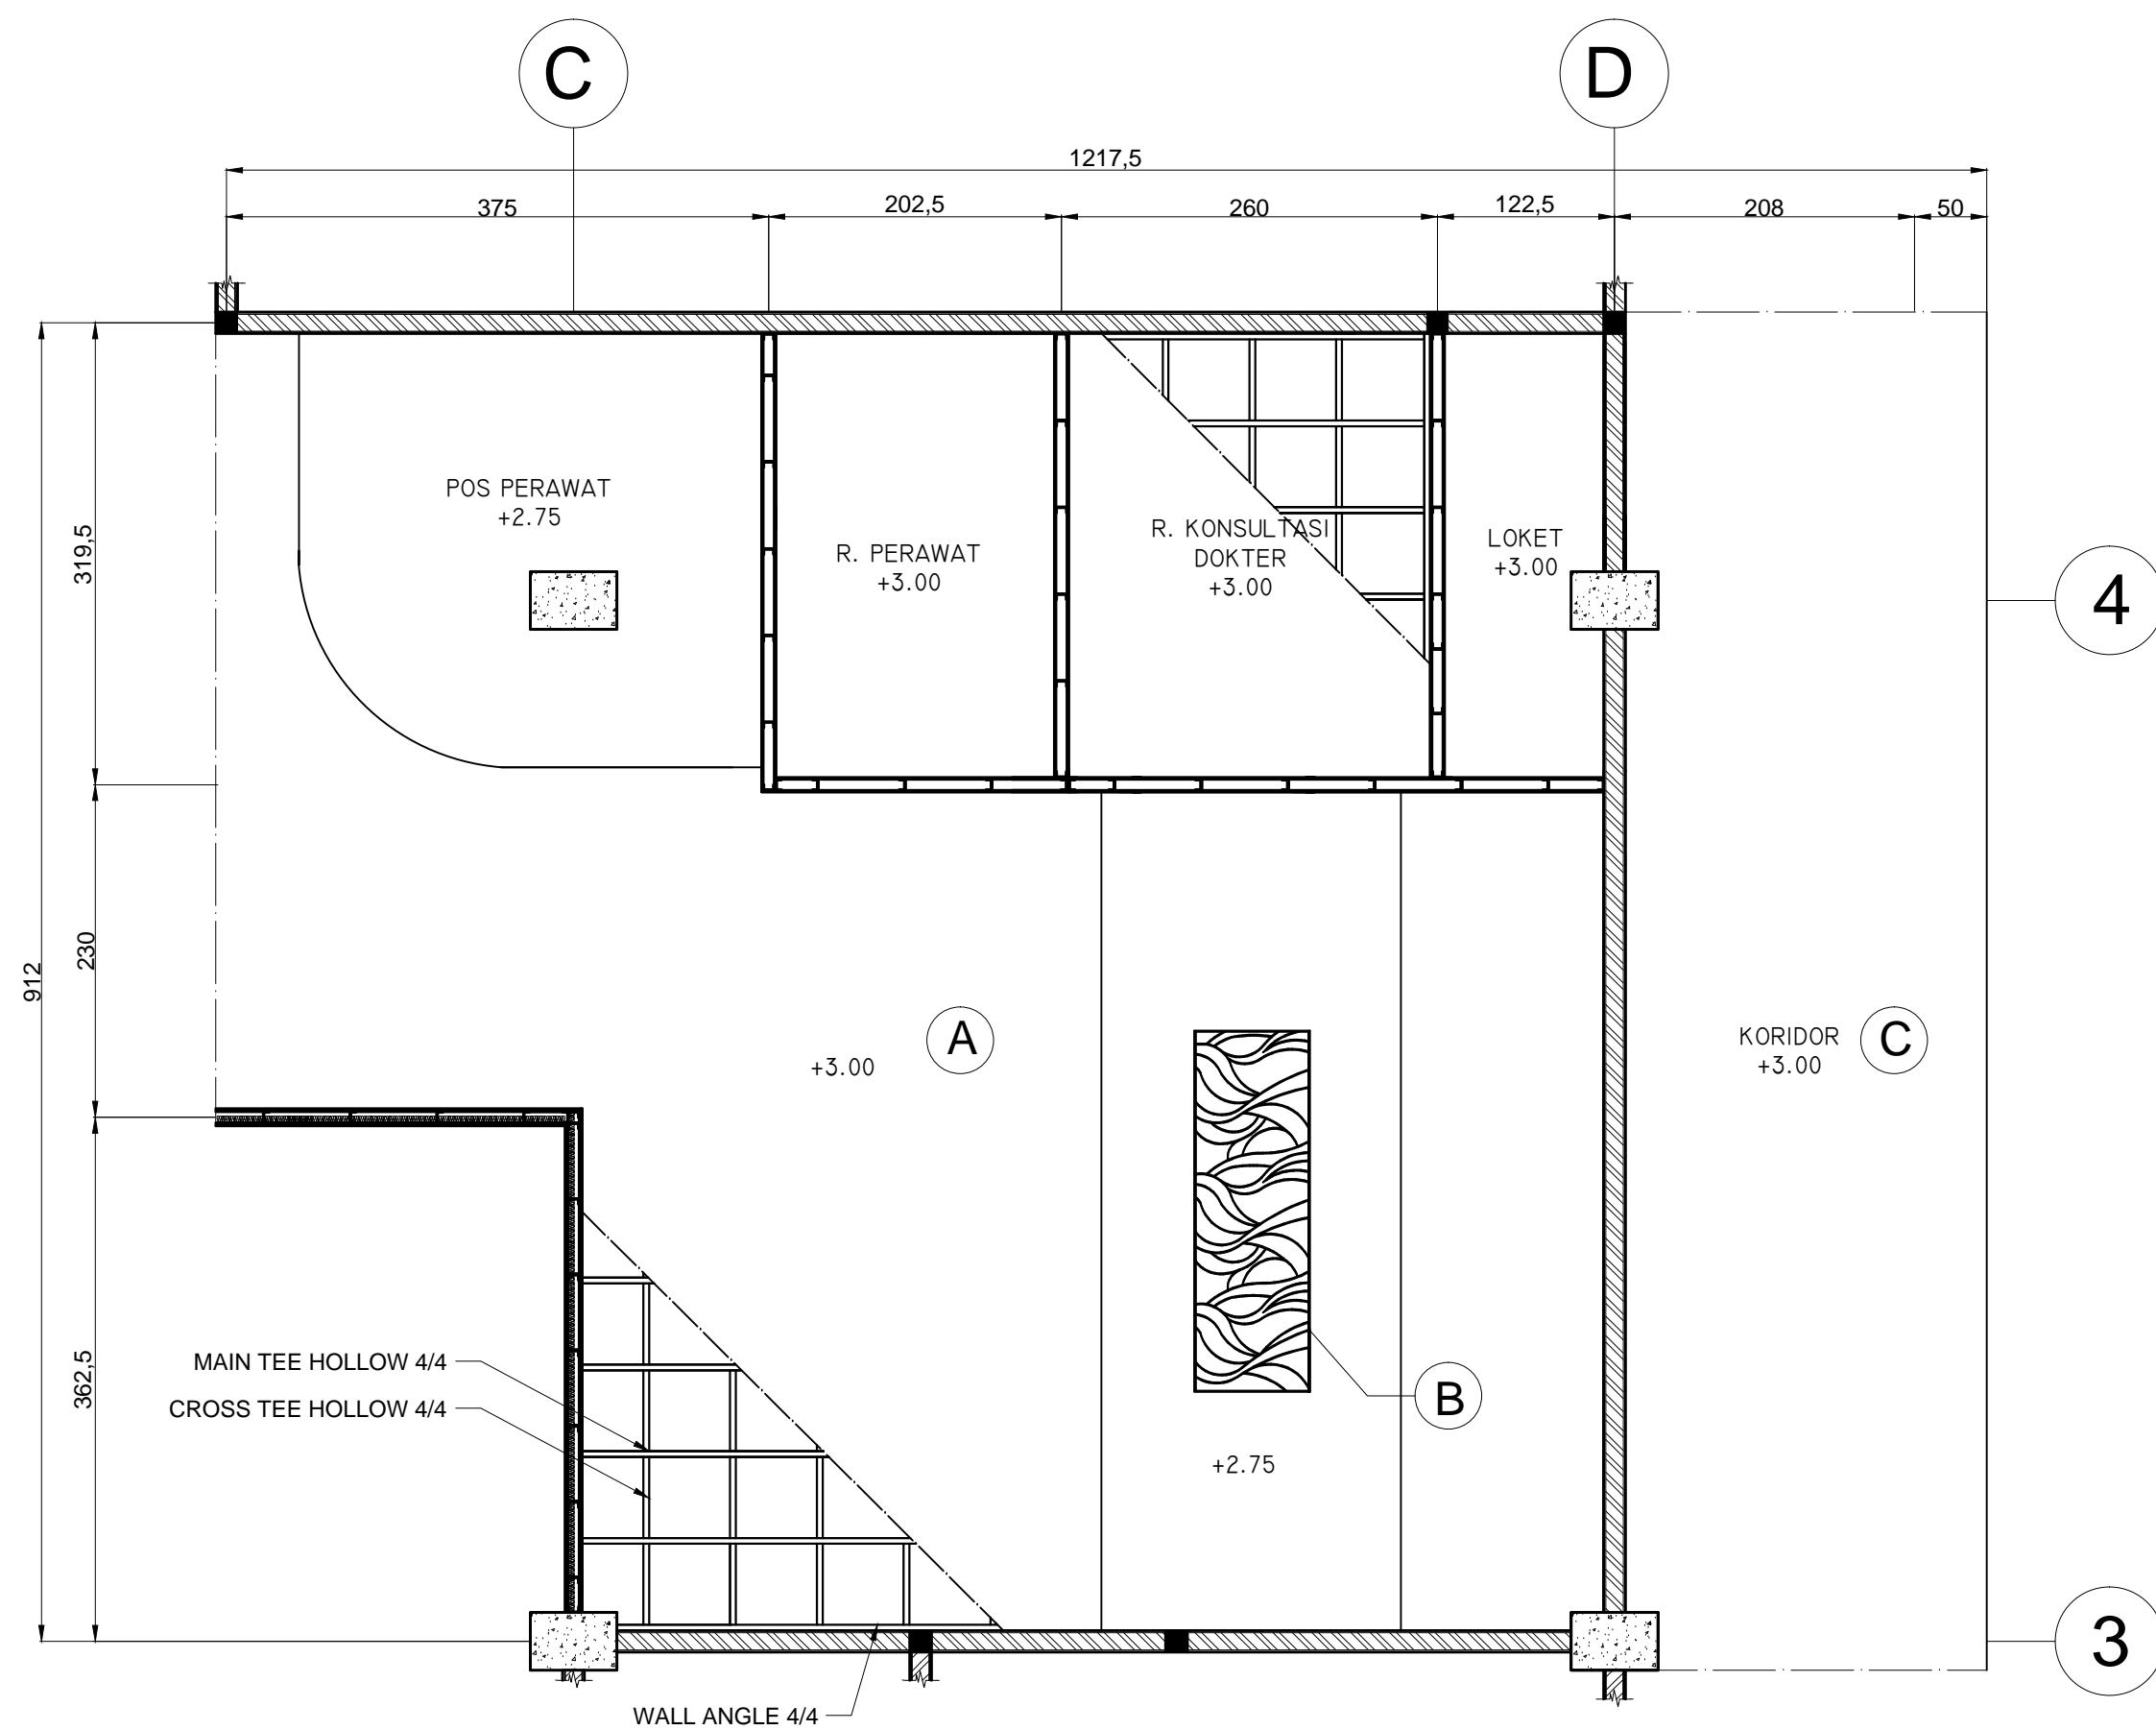 C
D
1217,5
375
202,5
260
122,5
208
50
POS PERAWAT
+2.75
R. PERAWAT
+3.00
R. KONSULTASI
DOKTER
+3.00
LOKET
+3.00
4
319,5
230
912
362,5
A
+3.00
KORIDOR
+3.00
C
MAIN TEE HOLLOW 4/4
CROSS TEE HOLLOW 4/4
B
+2.75
3
WALL ANGLE 4/4